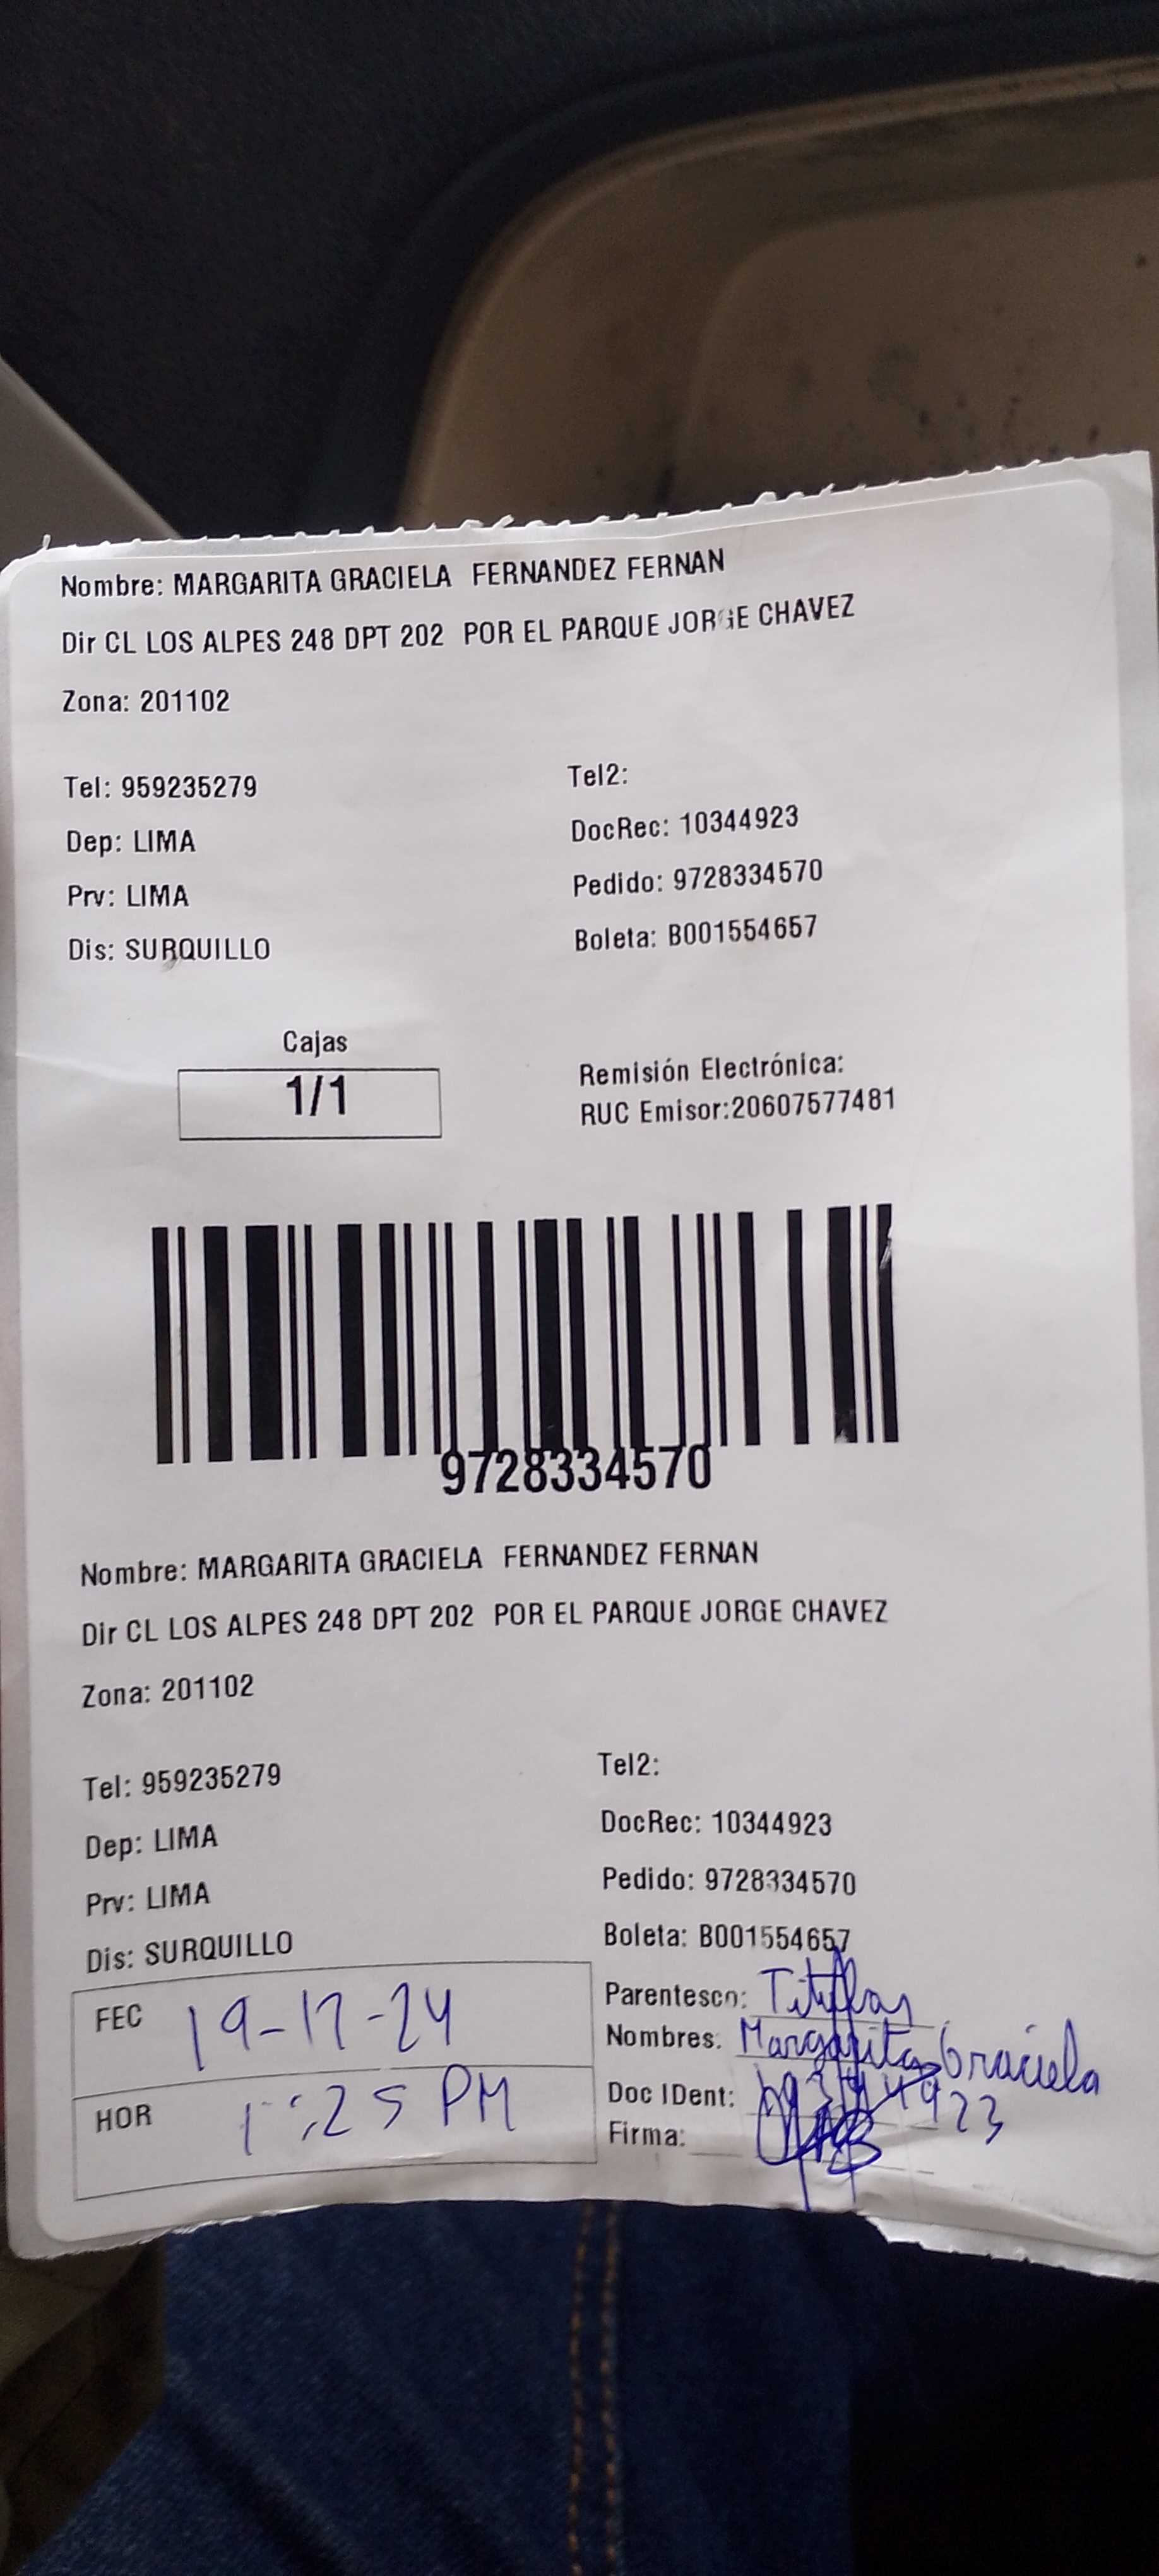 Nombre: MARGARITA GRACIELA FERNANDEZ FERNAN
Dir CL LOS ALPES 248 DPT 202 POR EL PARQUE JORGE CHAVEZ
Zona: 201102
Tel: 959235279 Tel2:
Dep: LIMA DocRec: 10344923
Prv: LIMA Pedido: 9728334570
Dis: SURQUILLO Boleta: B001554657
Cajas
1/1
Remisión Electrónica:
RUC Emisor:20607577481
9728334570
Nombre: MARGARITA GRACIELA FERNANDEZ FERNAN
Dir CL LOS ALPES 248 DPT 202 POR EL PARQUE JORGE CHAVEZ
Zona: 201102
Tel: 959235279 Tel2:
Dep: LIMA DocRec: 10344923
Prv: LIMA Pedido: 9728334570
Dis: SURQUILLO Boleta: B001554657
FEC 19-12-24
HOR 1:25 PM
Parentesco:
Nombres: Margarita Graciela
Doc IDent:
Firma: